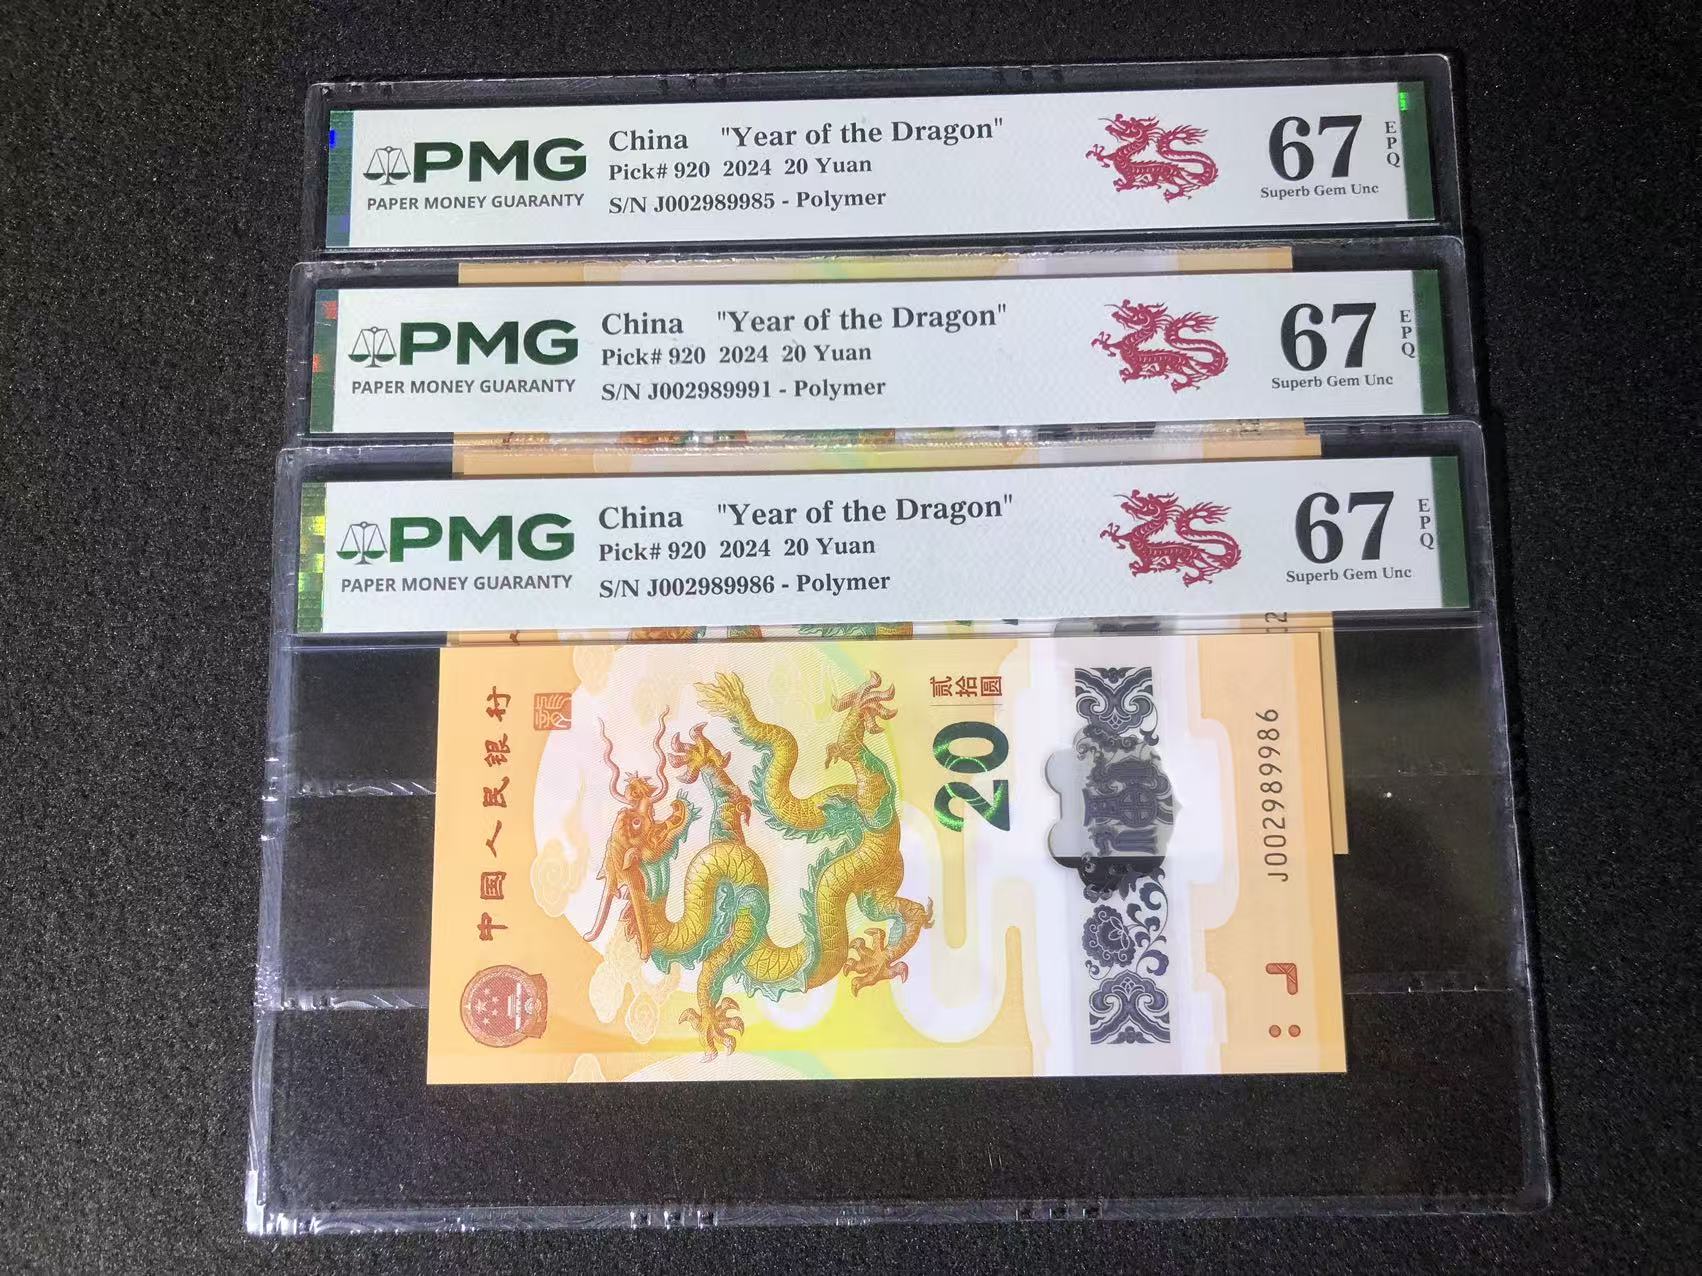 PMG
PAPER MONEY GUARANTY
China "Year of the Dragon"
Pick# 920 2024 20 Yuan
S/N J002989985 - Polymer
67
EPQ
Superb Gem Unc
PMG
PAPER MONEY GUARANTY
China "Year of the Dragon"
Pick# 920 2024 20 Yuan
S/N J002989991 - Polymer
67
EPQ
Superb Gem Unc
PMG
PAPER MONEY GUARANTY
China "Year of the Dragon"
Pick# 920 2024 20 Yuan
S/N J002989986 - Polymer
67
EPQ
Superb Gem Unc
中国人民银行
贰拾圆
20
J002989986